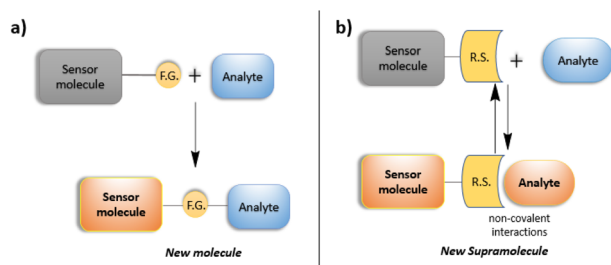 a)
Sensor
molecule
F.G.
+
Analyte
Sensor
molecule
F.G.
Analyte
New molecule
b)
Sensor
molecule
R.S.
+
Analyte
Sensor
molecule
R.S.
Analyte
non-covalent
interactions
New Supramolecule